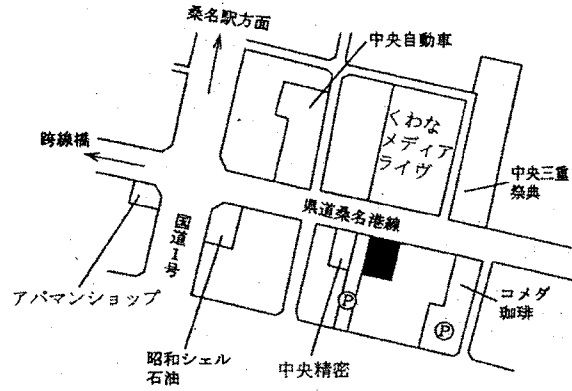 桑名駅方面
中央自動車
くわな
メディア
ライヴ
跨線橋
中央三重
祭典
県道桑名港線
国道1号
アパマンショップ
昭和シェル
石油
中央精密
コメダ
珈琲
P
P